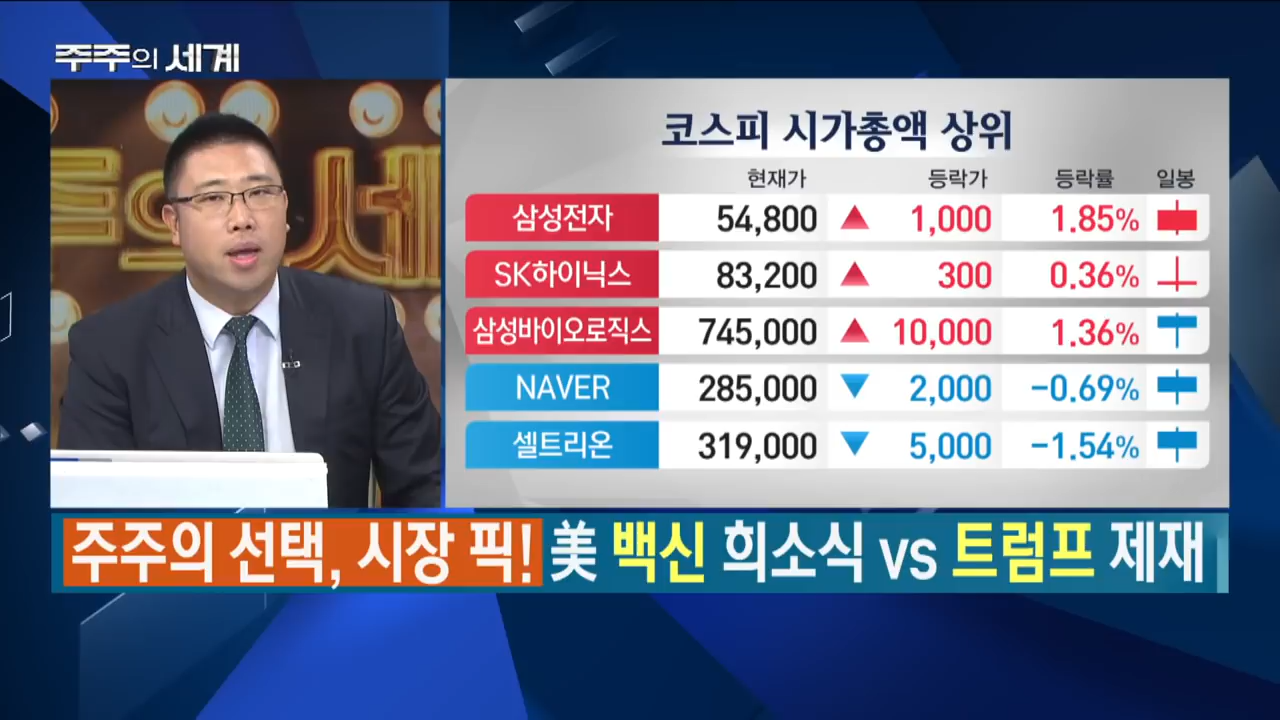 주주의 세계
코스피 시가총액 상위
현재가 등락가 등락률 일봉
삼성전자 54,800 ▲ 1,000 1.85%
SK하이닉스 83,200 ▲ 300 0.36%
삼성바이오로직스 745,000 ▲ 10,000 1.36%
NAVER 285,000 ▼ 2,000 -0.69%
셀트리온 319,000 ▼ 5,000 -1.54%
주주의 선택, 시장 픽! 美 백신 희소식 vs 트럼프 제재